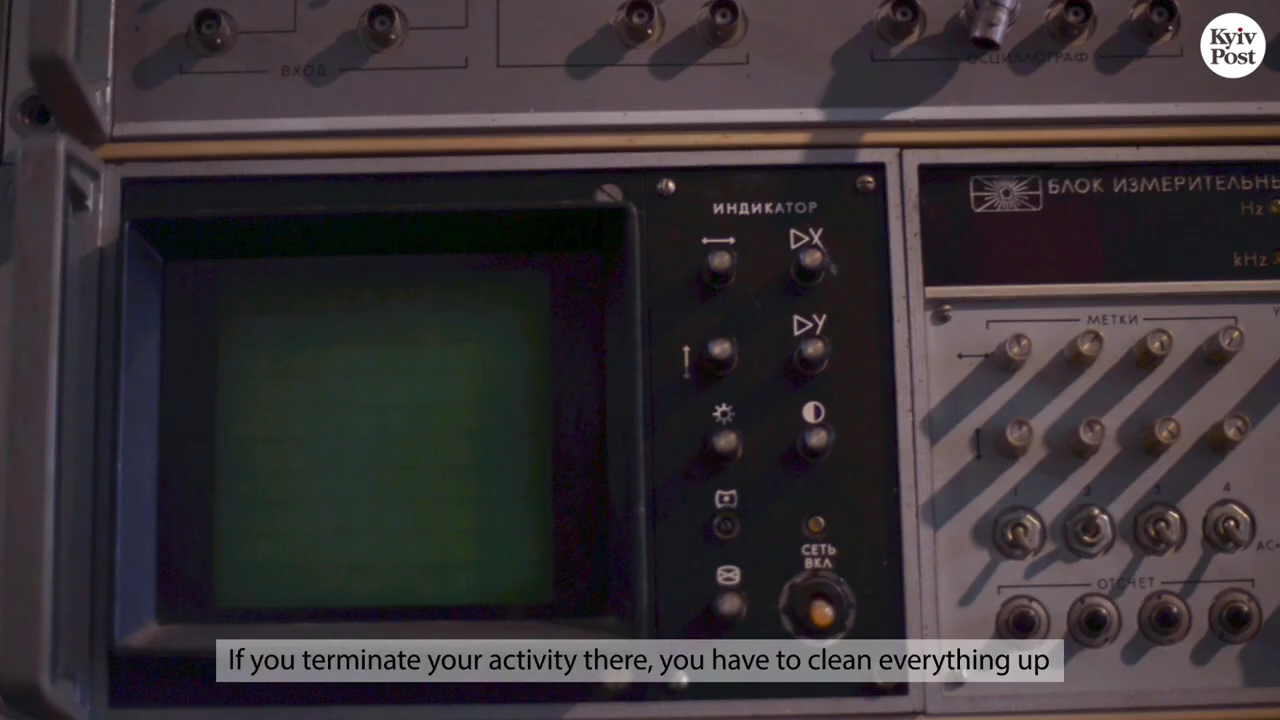 Kyiv
Post
ВХОД
ОСЦИЛЛОГРАФ
ИНДИКАТОР
БЛОК ИЗМЕРИТЕЛЬНЫ
Hz
kHz
▷X
▷Y
МЕТКИ
1 2 3 4
СЕТЬ
ВКЛ
АС
ОТСЧЕТ
If you terminate your activity there, you have to clean everything up